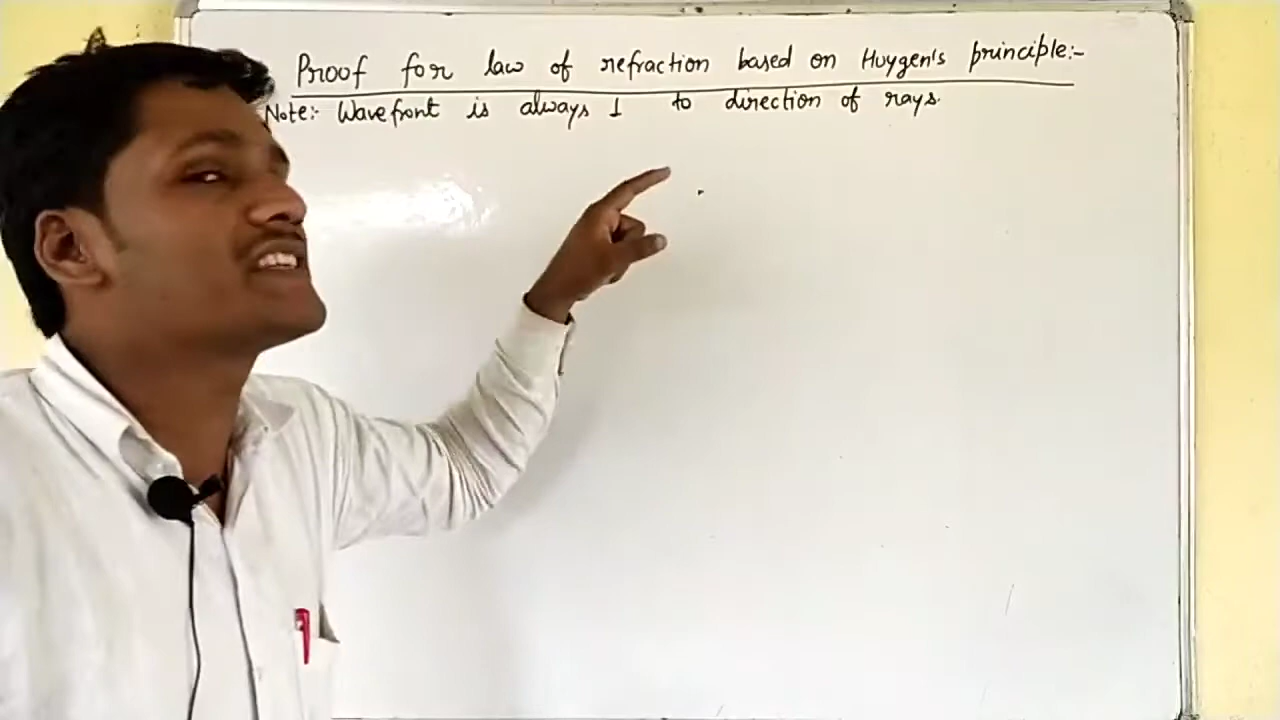 Proof for law of refraction based on Huygen's principle:-
Note:- Wavefront is always ⊥ to direction of rays.